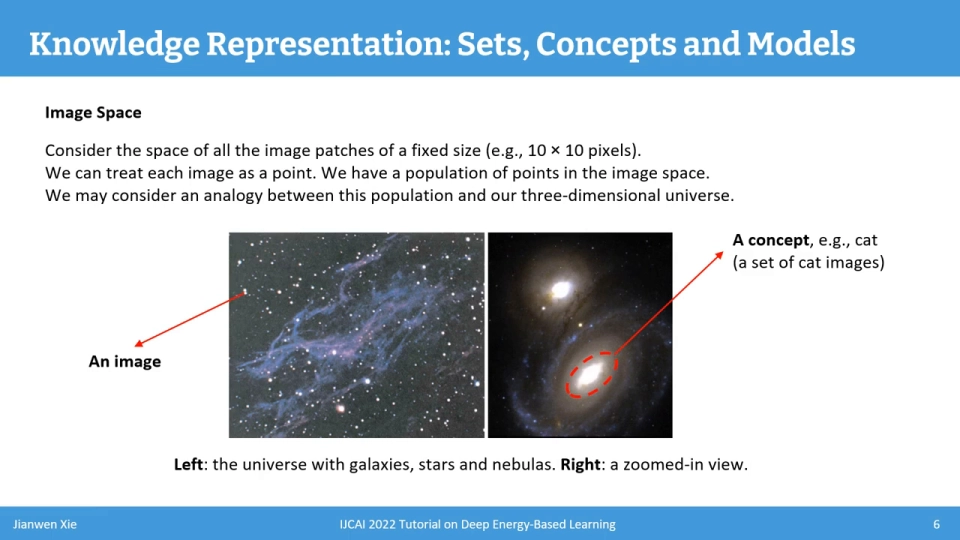 Knowledge Representation: Sets, Concepts and Models
Image Space
Consider the space of all the image patches of a fixed size (e.g., 10 × 10 pixels).
We can treat each image as a point. We have a population of points in the image space.
We may consider an analogy between this population and our three-dimensional universe.
A concept, e.g., cat
(a set of cat images)
An image
Left: the universe with galaxies, stars and nebulas. Right: a zoomed-in view.
Jianwen Xie
IJCAI 2022 Tutorial on Deep Energy-Based Learning
6